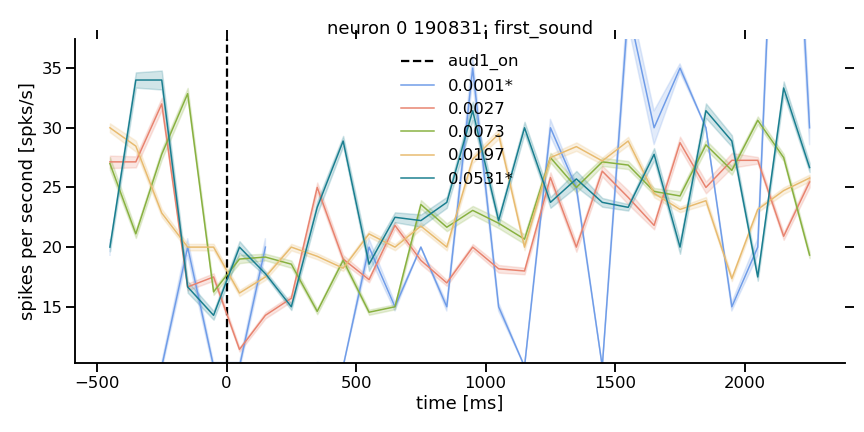 neuron 0 190831: first_sound
aud1_on
0.0001*
0.0027
0.0073
0.0197
0.0531*
spikes per second [spks/s]
35
30
25
20
15
−500 0 500 1000 1500 2000
time [ms]